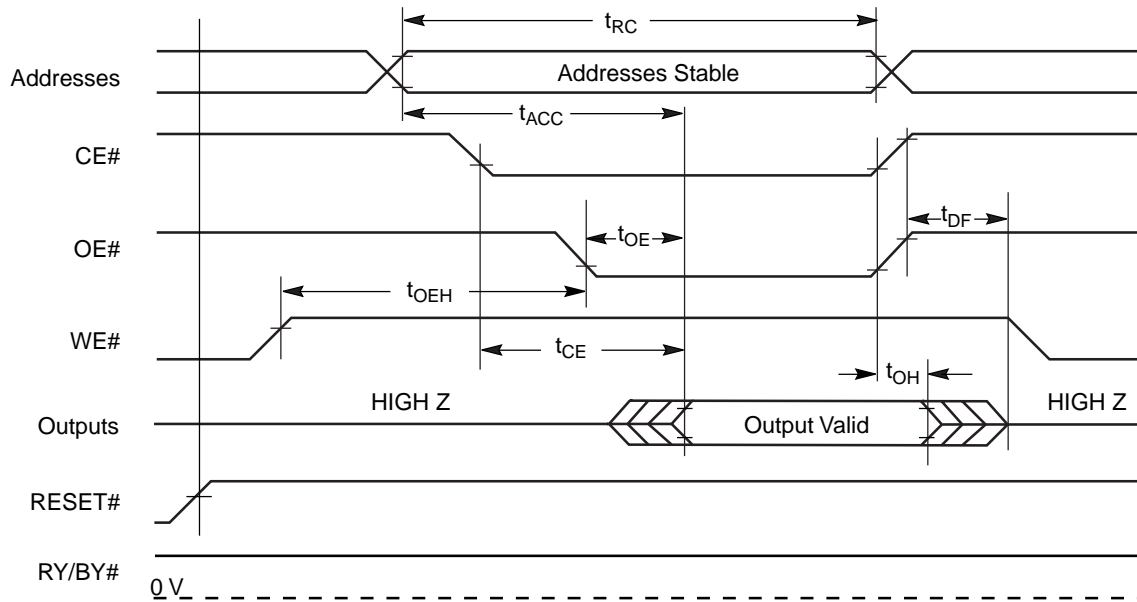 tRC
Addresses
Addresses Stable
tACC
CE#
tDF
OE#
tOE
tOEH
WE#
tCE
tOH
HIGH Z
HIGH Z
Outputs
Output Valid
RESET#
RY/BY#
0 V